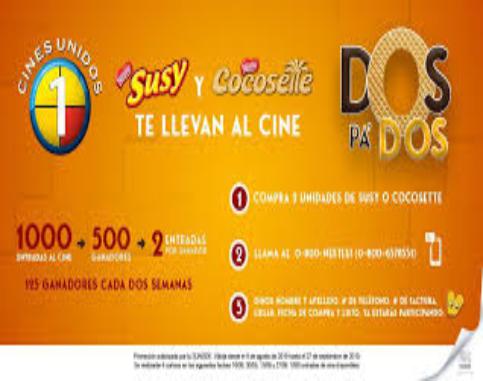 CINES UNIDOS
1
Nestlé
Susy Y Cocosette
TE LLEVAN AL CINE
DOS
PA' DOS
1 COMPRA 2 UNIDADES DE SUSY O COCOSETTE
1000 → 500 → 2 ENTRADAS
ENTRADAS AL CINE GANADORES POR GANADOR
125 GANADORES CADA DOS SEMANAS
2 LLAMA AL 0-800-NESTLE1 (0-800-6378531)
3 DINOS NOMBRE Y APELLIDO, # DE TELÉFONO, # DE FACTURA,
LUGAR, FECHA DE COMPRA Y LISTO, YA ESTARÁS PARTICIPANDO.